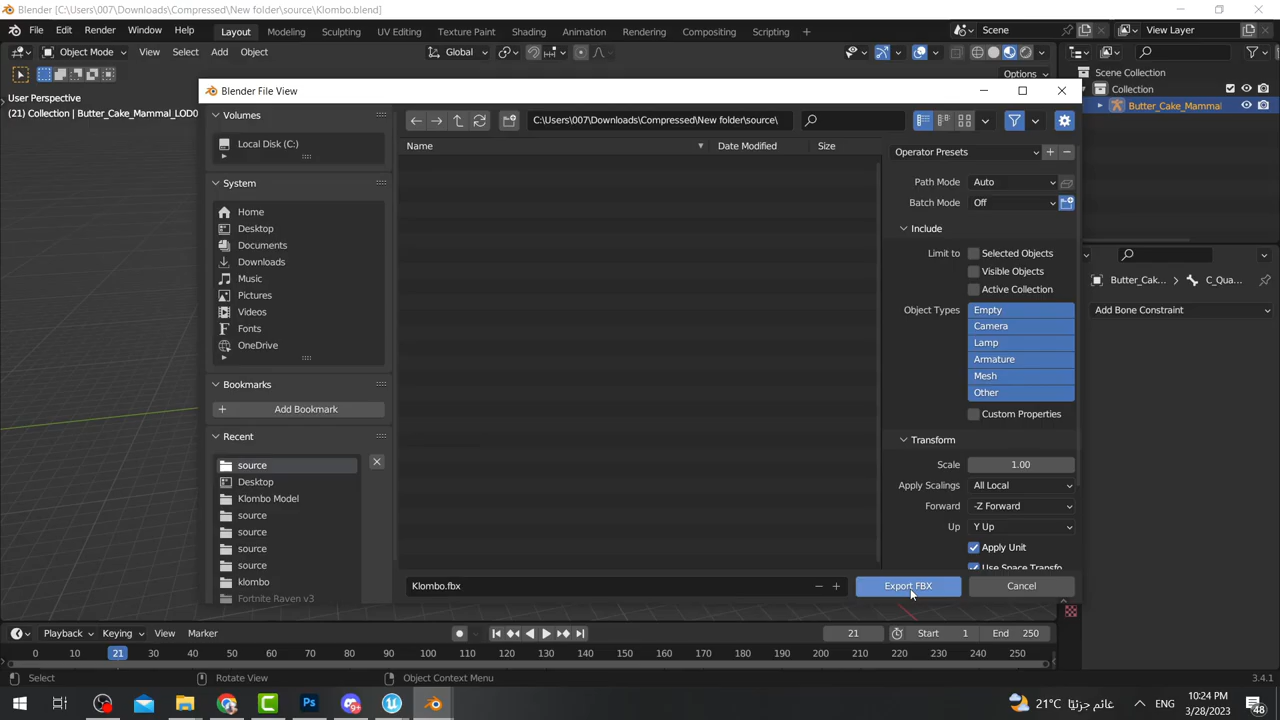 Blender [C:\Users\007\Downloads\Compressed\New folder\source\Klombo.blend]
File Edit Render Window Help Layout Modeling Sculpting UV Editing Texture Paint Shading Animation Rendering Compositing Scripting + Scene View Layer
Object Mode View Select Add Object Global
Options
User Perspective
(21) Collection | Butter_Cake_Mammal_LOD0
Scene Collection
Collection
Butter_Cake_Mammal
Blender File View
Volumes
Local Disk (C:)
System
Home
Desktop
Documents
Downloads
Music
Pictures
Videos
Fonts
OneDrive
Bookmarks
Add Bookmark
Recent
source
Desktop
Klombo Model
source
source
source
source
klombo
Fortnite Raven v3
C:\Users\007\Downloads\Compressed\New folder\source\
Name Date Modified Size
Operator Presets
Path Mode Auto
Batch Mode Off
Include
Limit to Selected Objects
Visible Objects
Active Collection
Object Types Empty
Camera
Lamp
Armature
Mesh
Other
Custom Properties
Transform
Scale 1.00
Apply Scalings All Local
Forward -Z Forward
Up Y Up
Apply Unit
Use Space Transfo
Klombo.fbx
Export FBX Cancel
Butter_Cak... C_Qua...
Add Bone Constraint
Playback Keying View Marker 21 Start 1 End 250
0 10 21 30 40 50 60 70 80 90 100 110 120 130 140 150 160 170 180 190 200 210 220 230 240 250
Select Rotate View Object Context Menu 3.4.1
Ps 9+ 21°C غائم جزئيًا ENG 10:24 PM 3/28/2023 48